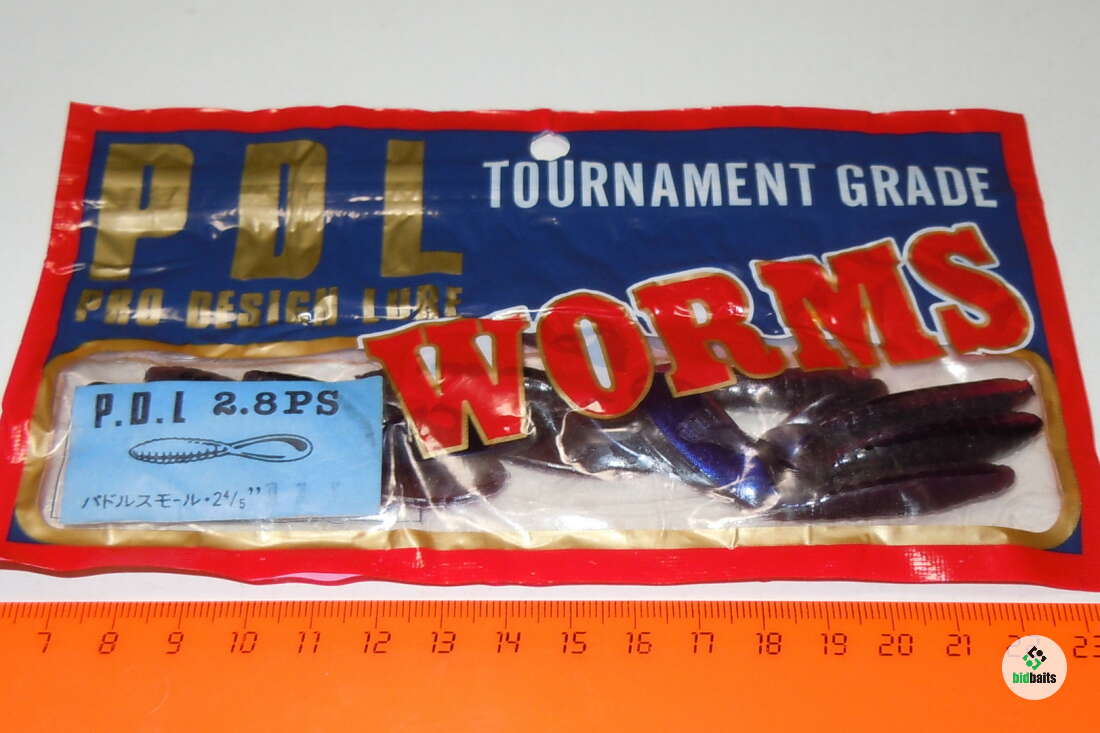 P D L
TOURNAMENT GRADE
PRO DESIGN LURE
WORMS
P.D.L 2.8PS
パドルスモール・2⅘"
7 8 9 10 11 12 13 14 15 16 17 18 19 20 21 23
bidbaits